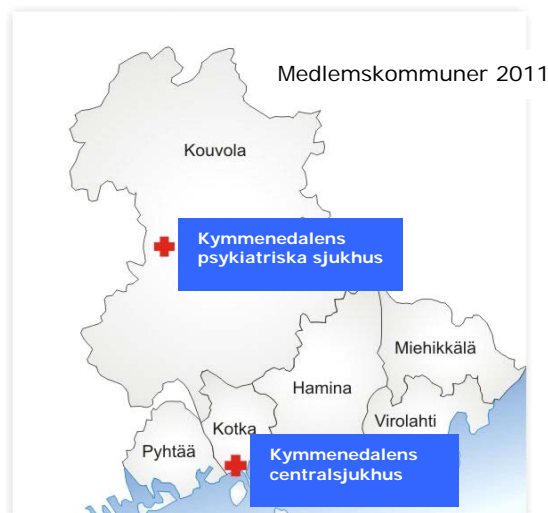 Medlemskommuner 2011
Kouvola
Kymmenedalens
psykiatriska sjukhus
Miehikkälä
Hamina
Virolahti
Kotka
Pyhtää
Kymmenedalens
centralsjukhus